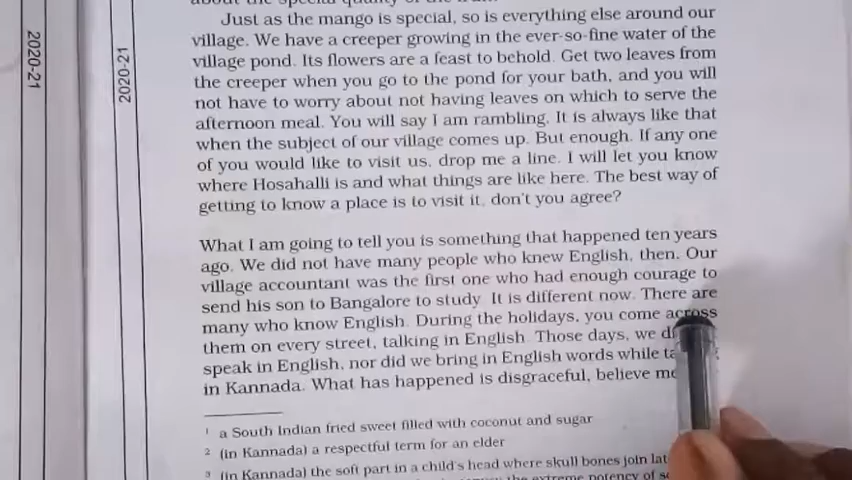 Just as the mango is special, so is everything else around our
village. We have a creeper growing in the ever-so-fine water of the
village pond. Its flowers are a feast to behold. Get two leaves from
the creeper when you go to the pond for your bath, and you will
not have to worry about not having leaves on which to serve the
afternoon meal. You will say I am rambling. It is always like that
when the subject of our village comes up. But enough. If any one
of you would like to visit us, drop me a line. I will let you know
where Hosahalli is and what things are like here. The best way of
getting to know a place is to visit it, don't you agree?
What I am going to tell you is something that happened ten years
ago. We did not have many people who knew English, then. Our
village accountant was the first one who had enough courage to
send his son to Bangalore to study. It is different now. There are
many who know English. During the holidays, you come across
them on every street, talking in English. Those days, we
speak in English, nor did we bring in English words while
in Kannada. What has happened is disgraceful, believe
1 a South Indian fried sweet filled with coconut and sugar
2 (in Kannada) a respectful term for an elder
3 (in Kannada) the soft part in a child's head where skull bones join
the extreme potency of
2020-21
2020-21